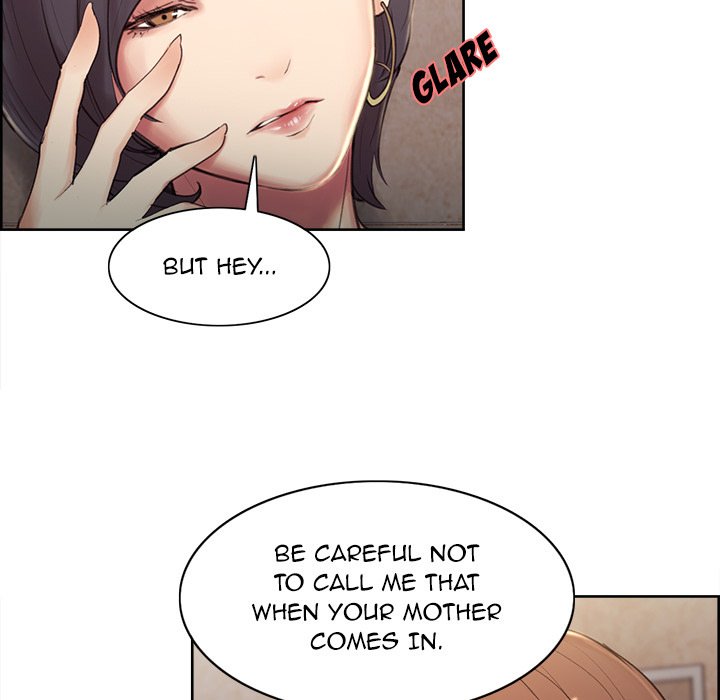 GLARE
BUT HEY...
BE CAREFUL NOT
TO CALL ME THAT
WHEN YOUR MOTHER
COMES IN.